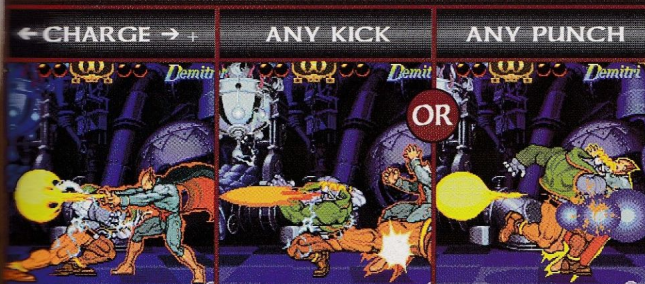 ← CHARGE → +
ANY KICK
ANY PUNCH
Demitri
Demit
Demitri
OR